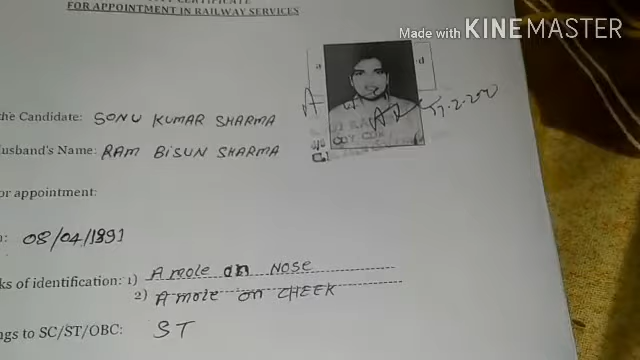 Made with KINEMASTER
FOR APPOINTMENT IN RAILWAY SERVICES
the Candidate: SONU KUMAR SHARMA
usband's Name: RAM BISUN SHARMA
or appointment:
08/04/1991
ks of identification: 1) A mole on NOSE
2) A mole on CHEEK
ngs to SC/ST/OBC: ST